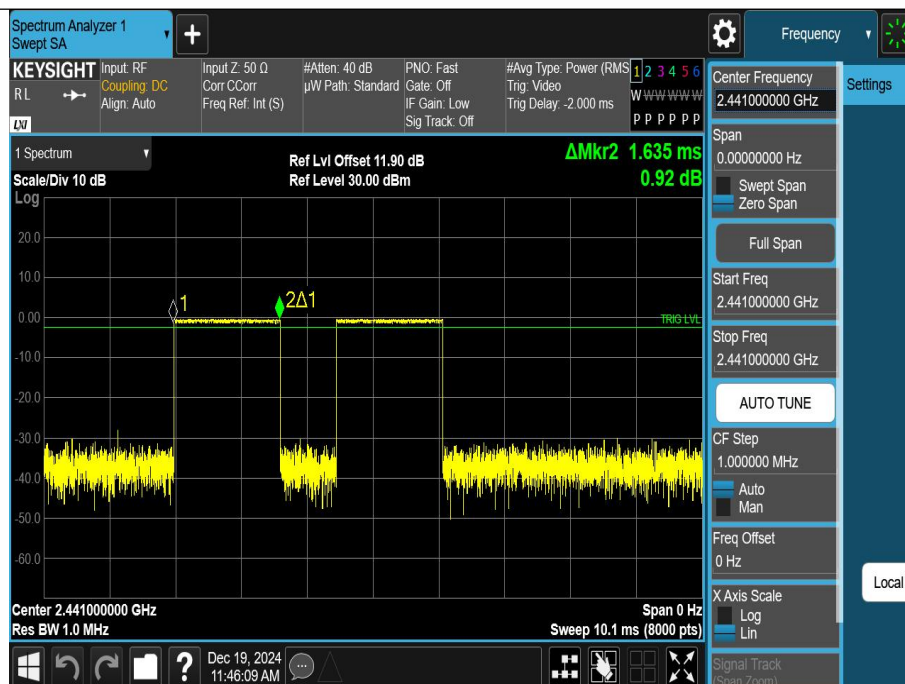 Spectrum Analyzer 1
Swept SA
Frequency
KEYSIGHT
RL
LXI
Input: RF
Coupling: DC
Align: Auto
Input Z: 50 Ω
Corr CCorr
Freq Ref: Int (S)
#Atten: 40 dB
µW Path: Standard
PNO: Fast
Gate: Off
IF Gain: Low
Sig Track: Off
#Avg Type: Power (RMS
Trig: Video
Trig Delay: -2.000 ms
1 2 3 4 5 6
W W W W W W
P P P P P P
1 Spectrum
Scale/Div 10 dB
Log
Ref Lvl Offset 11.90 dB
Ref Level 30.00 dBm
ΔMkr2 1.635 ms
0.92 dB
20.0
10.0
0.00
-10.0
-20.0
-30.0
-40.0
-50.0
-60.0
1
2Δ1
TRIG LVL
Center 2.441000000 GHz
Res BW 1.0 MHz
Span 0 Hz
Sweep 10.1 ms (8000 pts)
Center Frequency
2.441000000 GHz
Span
0.00000000 Hz
Swept Span
Zero Span
Full Span
Start Freq
2.441000000 GHz
Stop Freq
2.441000000 GHz
AUTO TUNE
CF Step
1.000000 MHz
Auto
Man
Freq Offset
0 Hz
X Axis Scale
Log
Lin
Signal Track
(Span Zoom)
Settings
Local
?
Dec 19, 2024
11:46:09 AM